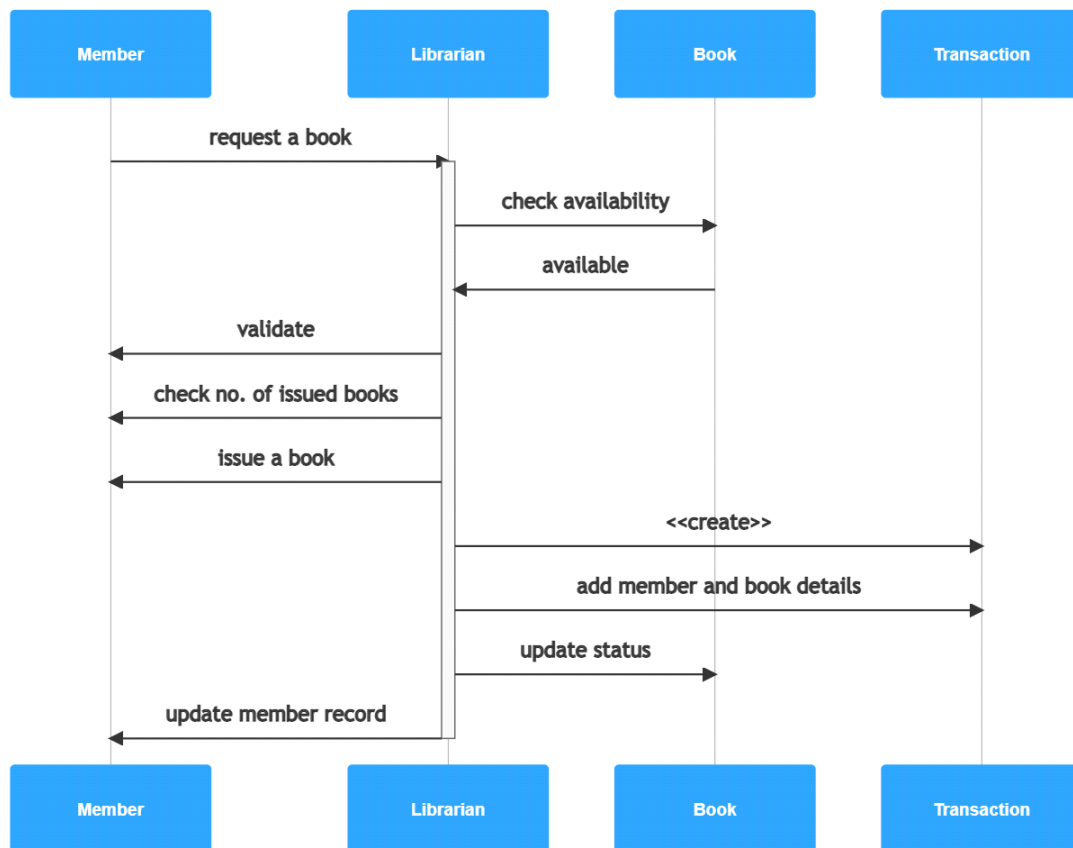 Member
Librarian
Book
Transaction
request a book
check availability
available
validate
check no. of issued books
issue a book
<<create>>
add member and book details
update status
update member record
Member
Librarian
Book
Transaction